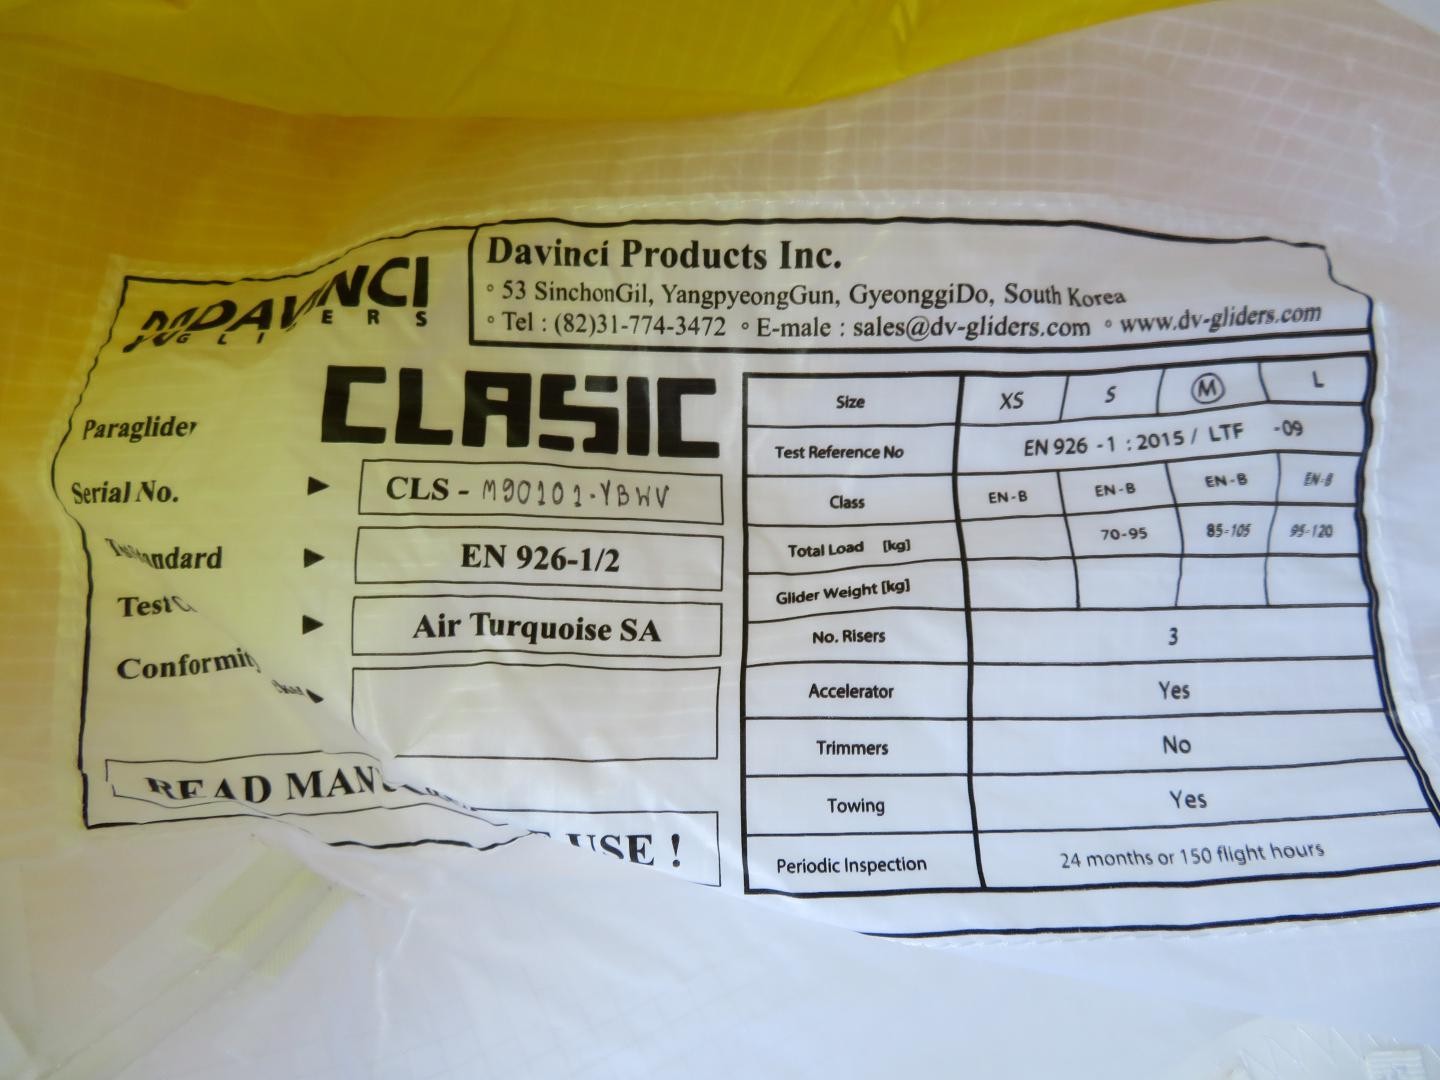 DAVINCI
GLIDERS
Davinci Products Inc.
◦ 53 SinchonGil, YangpyeongGun, GyeonggiDo, South Korea
◦ Tel : (82)31-774-3472 ◦ E-male : sales@dv-gliders.com ◦ www.dv-gliders.com
Paraglider
CLASIC
Serial No. ▶ CLS - M90101-YBWV
▶ EN 926-1/2
Test ▶ Air Turquoise SA
Conformity
READ
USE !
Size XS S M L
Test Reference No EN 926 -1 : 2015 / LTF -09
Class EN-B EN-B EN-B EN-B
Total Load [kg] 70-95 85-105 95-120
Glider Weight [kg]
No. Risers 3
Accelerator Yes
Trimmers No
Towing Yes
Periodic Inspection 24 months or 150 flight hours